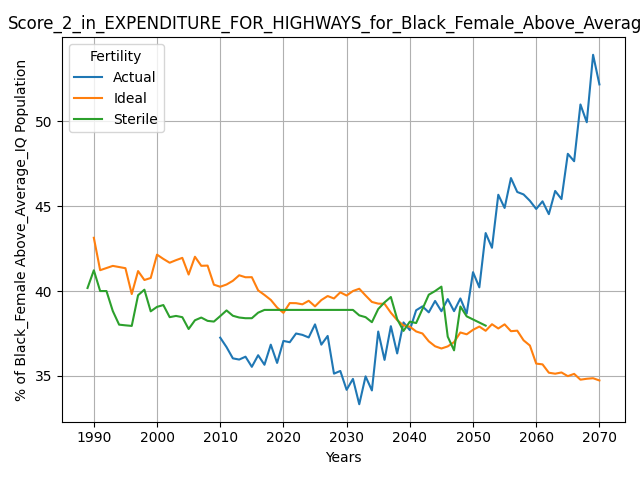 Score_2_in_EXPENDITURE_FOR_HIGHWAYS_for_Black_Female_Above_Averag
Fertility
Actual
Ideal
Sterile
% of Black_Female Above_Average_IQ Population
50
45
40
35
1990 2000 2010 2020 2030 2040 2050 2060 2070
Years